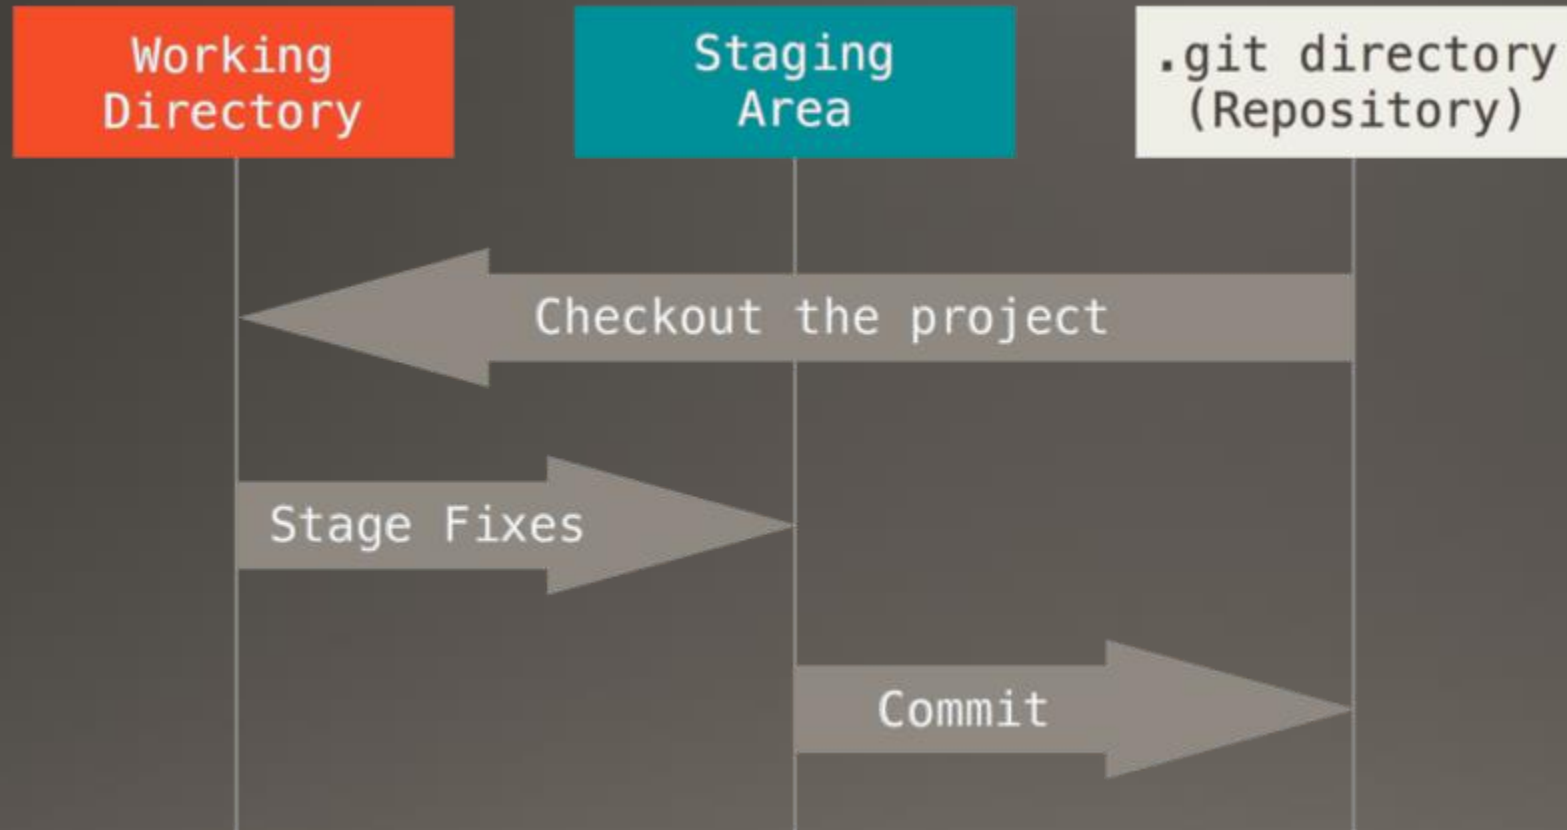 Working
Directory
Staging
Area
.git directory
(Repository)
Checkout the project
Stage Fixes
Commit